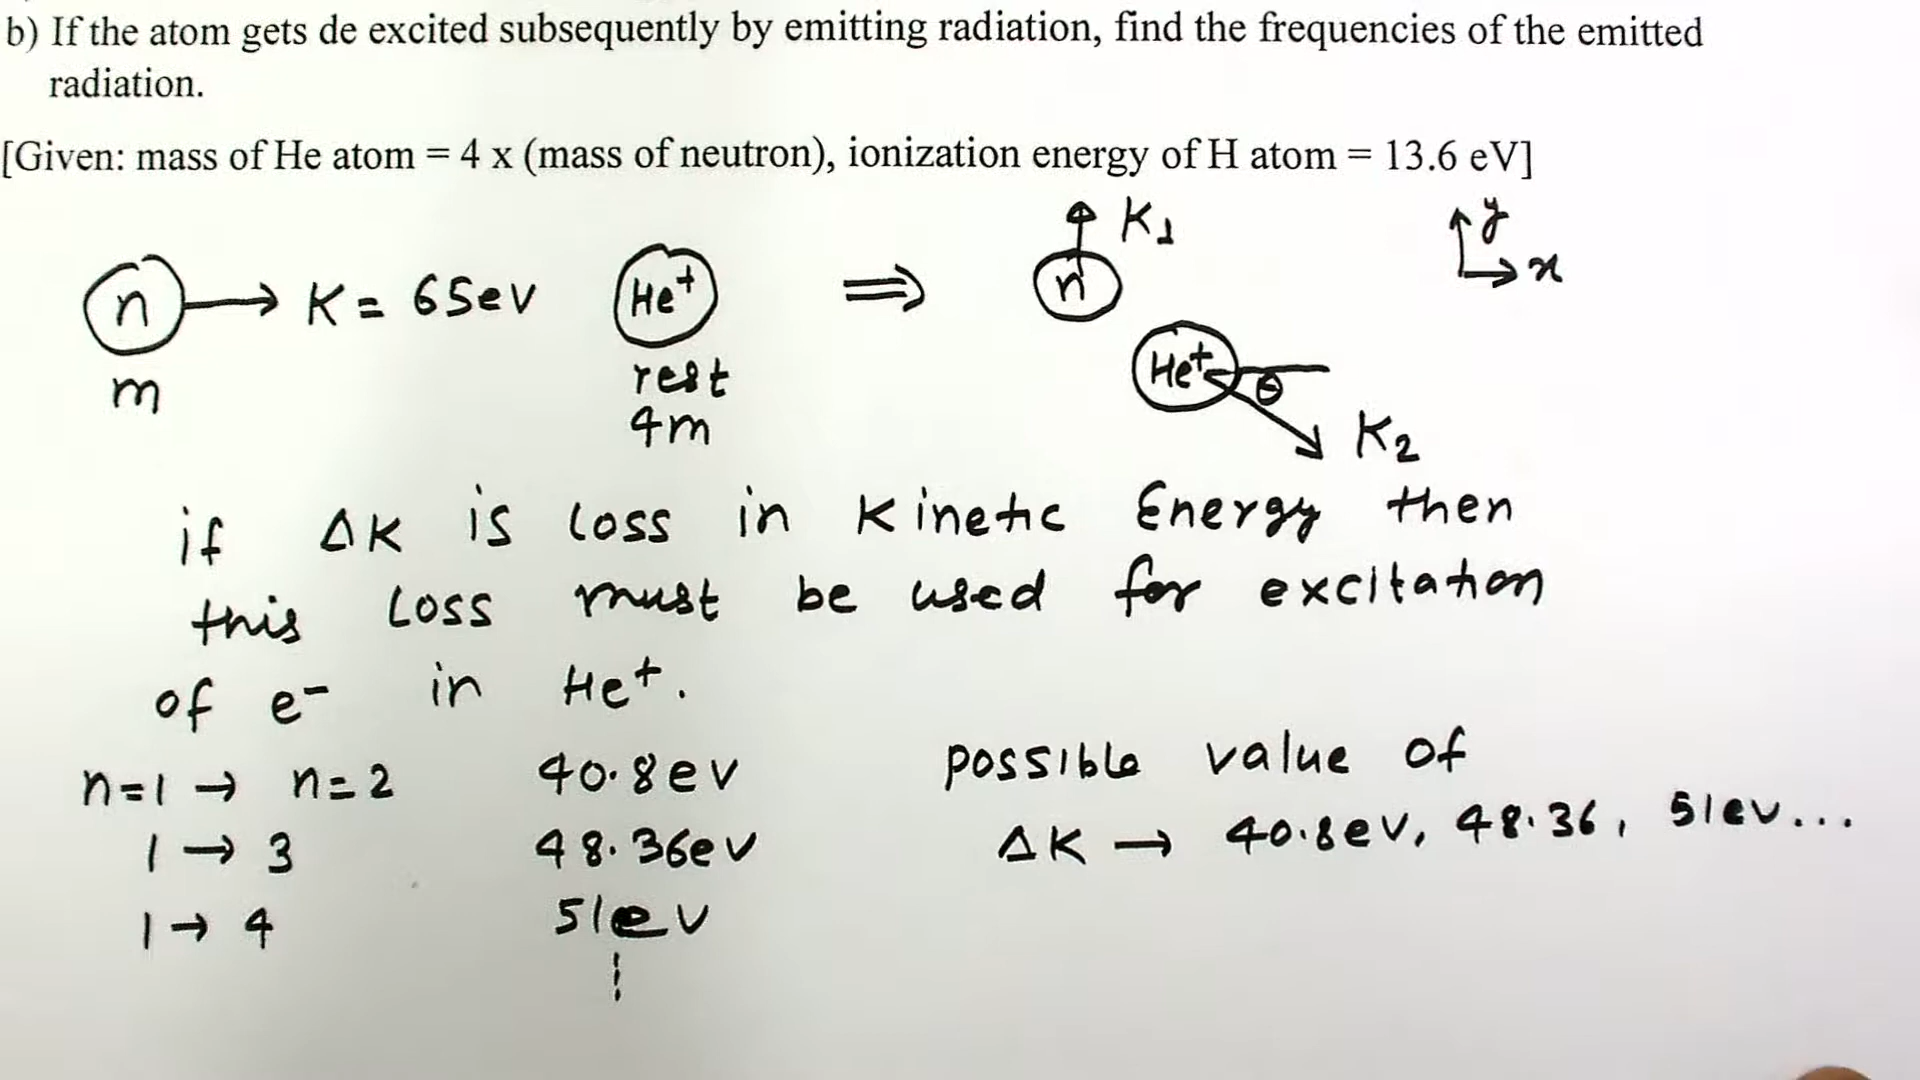 b) If the atom gets de excited subsequently by emitting radiation, find the frequencies of the emitted
radiation.
[Given: mass of He atom = 4 x (mass of neutron), ionization energy of H atom = 13.6 eV]
n → K = 65ev He+ ⇒ n K1 y x
m rest He+ θ
4m K2
if ΔK is loss in Kinetic Energy then
this Loss must be used for excitation
of e- in He+.
n=1 → n=2 40.8ev possible value of
1 → 3 48.36ev ΔK → 40.8ev, 48.36, 51ev...
1 → 4 51ev